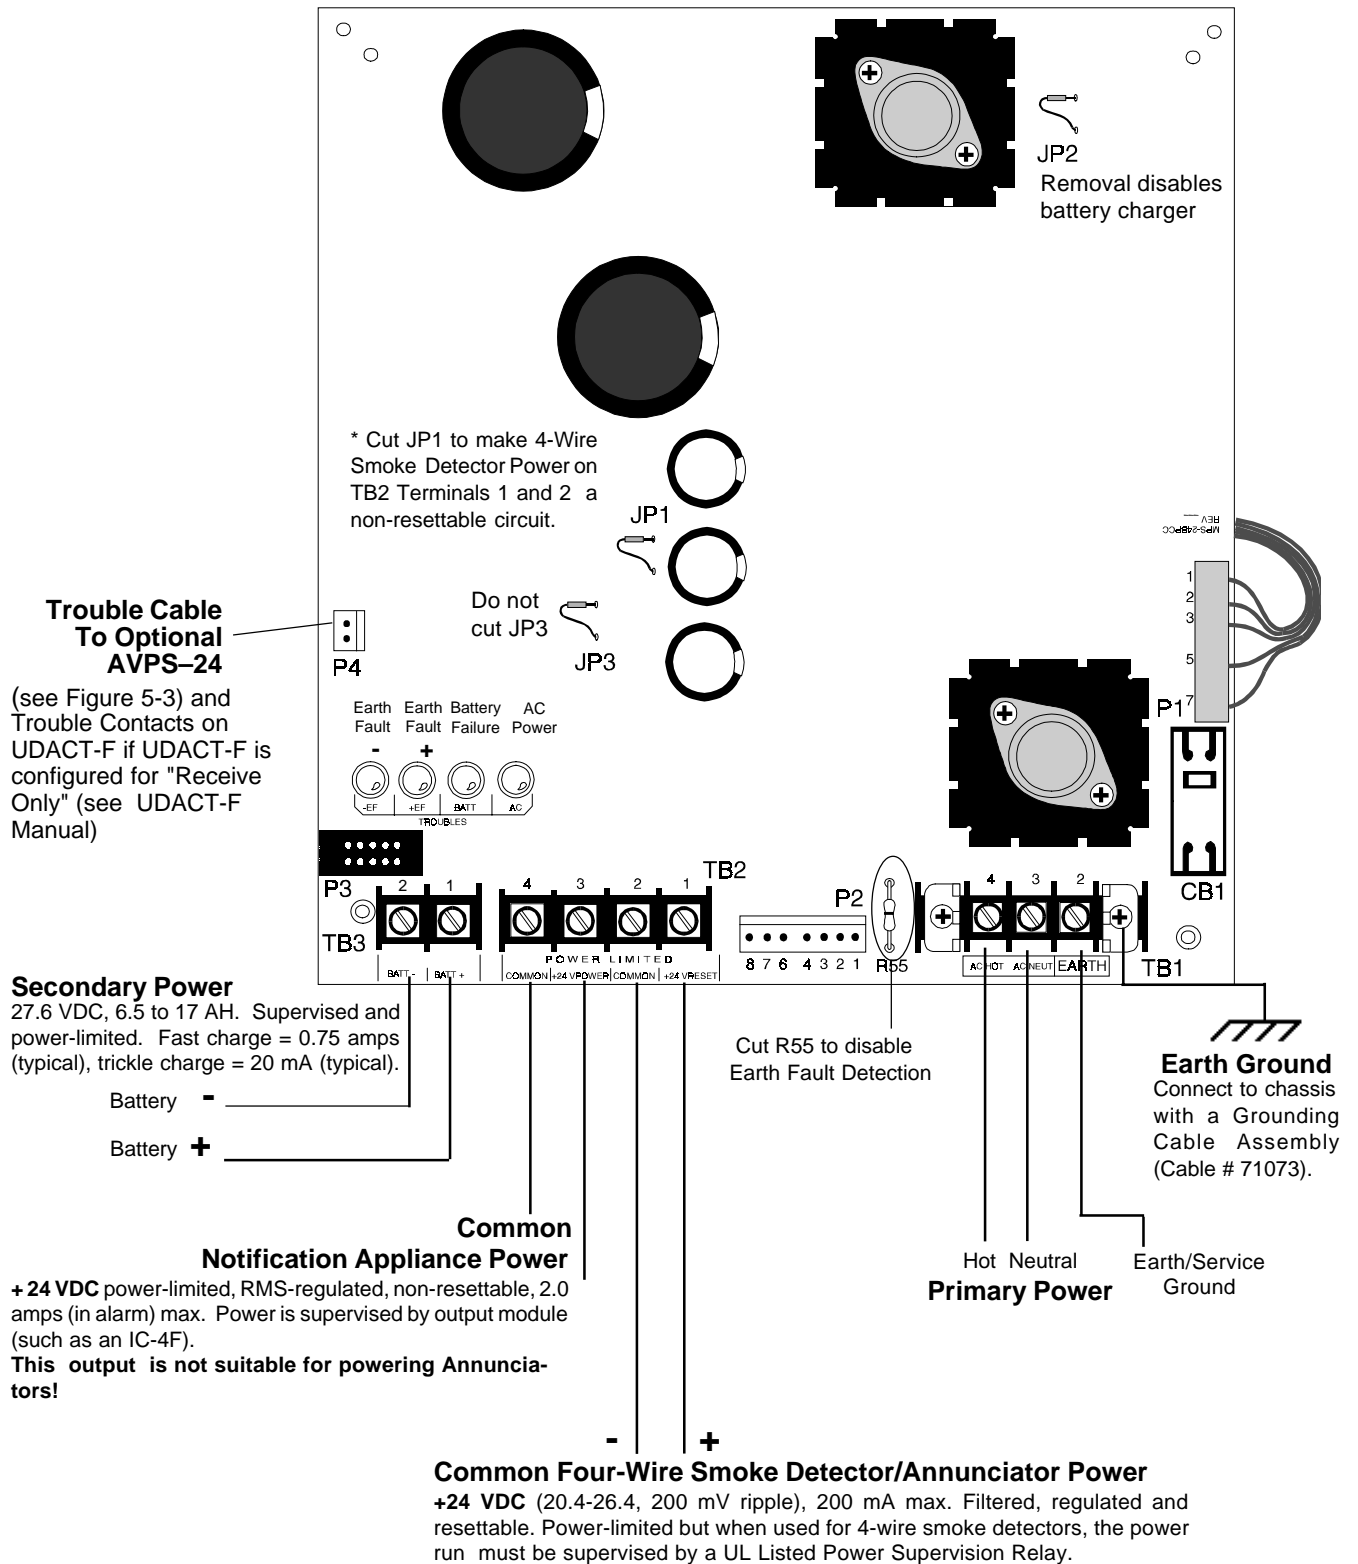 JP2
Removal disables
battery charger
* Cut JP1 to make 4-Wire
Smoke Detector Power on
TB2 Terminals 1 and 2 a
non-resettable circuit.
JP1
MPS-24BPCC
REV ___
1
2
3
5
7
P1
Do not
cut JP3
JP3
Trouble Cable
To Optional
AVPS–24
(see Figure 5-3) and
Trouble Contacts on
UDACT-F if UDACT-F is
configured for "Receive
Only" (see UDACT-F
Manual)
P4
Earth Fault -
Earth Fault +
Battery Failure
AC Power
-EF +EF BATT AC
TROUBLES
P3
TB3
2 1
BATT - BATT +
4 3 2 1
TB2
POWER LIMITED
COMMON +24 VPOWER COMMON +24 VRESET
P2
8 7 6 4 3 2 1
R55
4 3 2
AC HOT AC NEUT EARTH
TB1
CB1
Secondary Power
27.6 VDC, 6.5 to 17 AH. Supervised and
power-limited. Fast charge = 0.75 amps
(typical), trickle charge = 20 mA (typical).
Battery -
Battery +
Cut R55 to disable
Earth Fault Detection
Earth Ground
Connect to chassis
with a Grounding
Cable Assembly
(Cable # 71073).
Common
Notification Appliance Power
+ 24 VDC power-limited, RMS-regulated, non-resettable, 2.0
amps (in alarm) max. Power is supervised by output module
(such as an IC-4F).
This output is not suitable for powering Annuncia-
tors!
Hot Neutral
Primary Power
Earth/Service
Ground
- +
Common Four-Wire Smoke Detector/Annunciator Power
+24 VDC (20.4-26.4, 200 mV ripple), 200 mA max. Filtered, regulated and
resettable. Power-limited but when used for 4-wire smoke detectors, the power
run must be supervised by a UL Listed Power Supervision Relay.